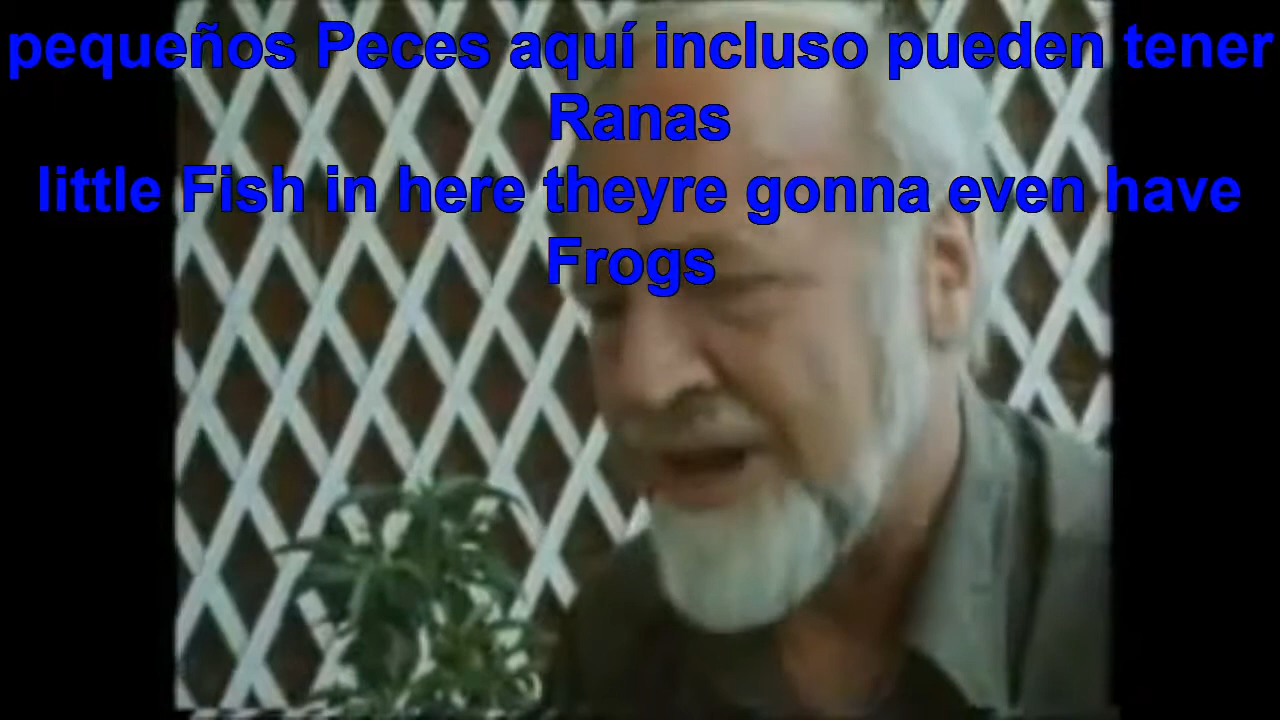 pequeños Peces aquí incluso pueden tener
Ranas
little Fish in here theyre gonna even have
Frogs